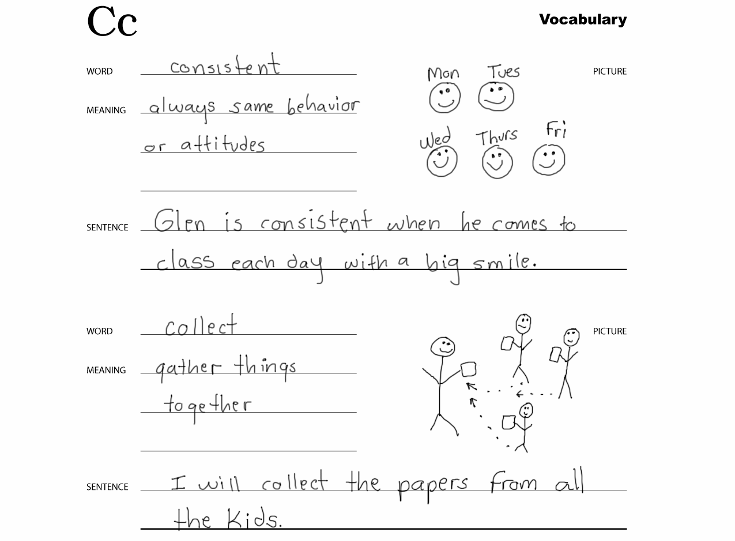 Cc
Vocabulary
WORD consistent
PICTURE
Mon Tues
MEANING always same behavior
or attitudes
Wed Thurs Fri
SENTENCE Glen is consistent when he comes to
class each day with a big smile.
WORD collect
PICTURE
MEANING gather things
together
SENTENCE I will collect the papers from all
the Kids.